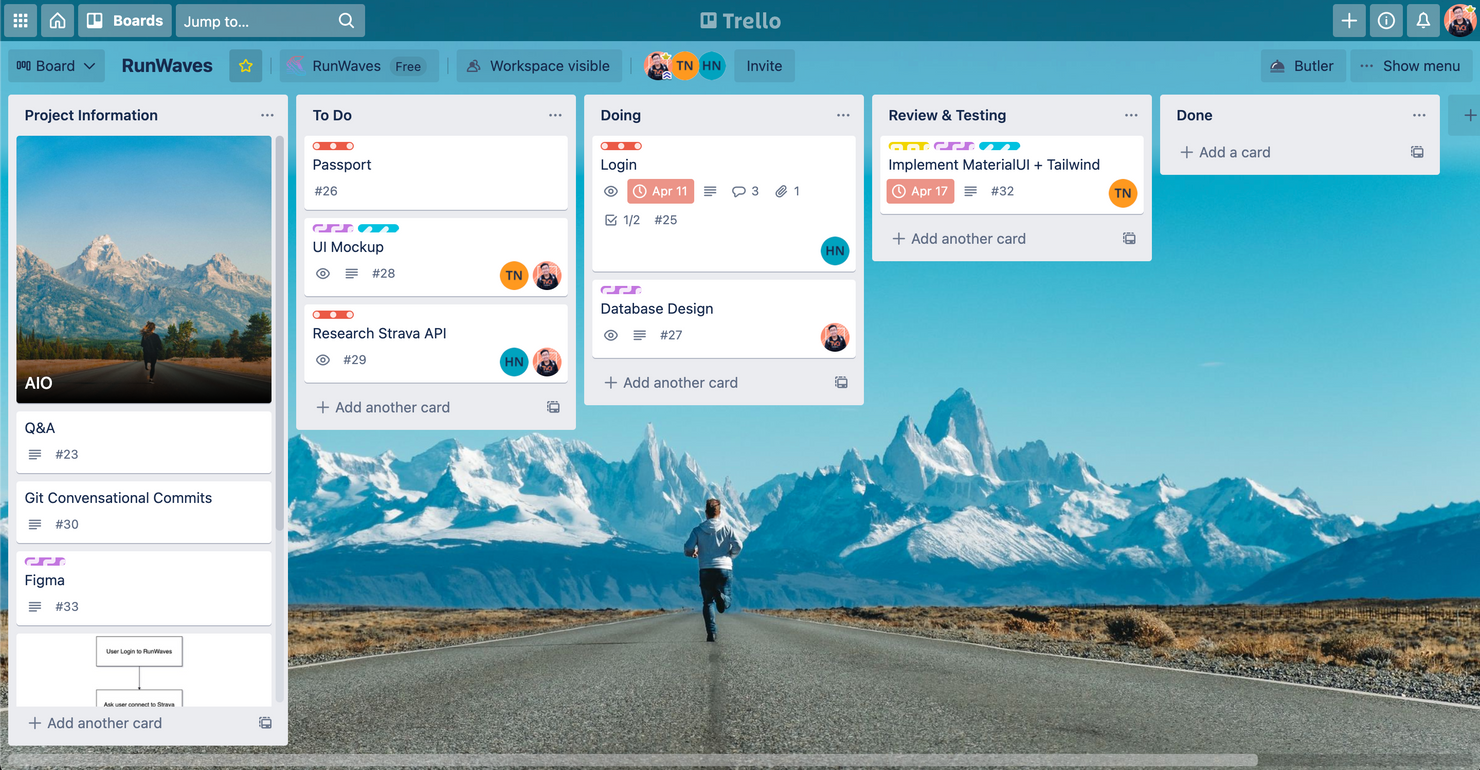 Boards
Jump to...
Trello
Board
RunWaves
RunWaves Free
Workspace visible
TN
HN
Invite
Butler
Show menu
Project Information
AIO
Q&A
#23
Git Convensational Commits
#30
Figma
#33
User Login to RunWaves
Ask user connect to Strava
Add another card
To Do
Passport
#26
UI Mockup
#28
TN
Research Strava API
#29
HN
Add another card
Doing
Login
Apr 11
3
1
1/2
#25
HN
Database Design
#27
Add another card
Review & Testing
Implement MaterialUI + Tailwind
Apr 17
#32
TN
Add another card
Done
Add a card